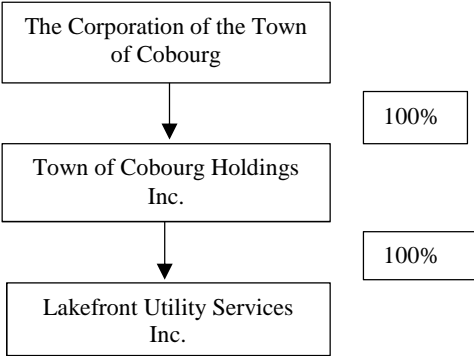 The Corporation of the Town
of Cobourg
100%
Town of Cobourg Holdings
Inc.
100%
Lakefront Utility Services
Inc.